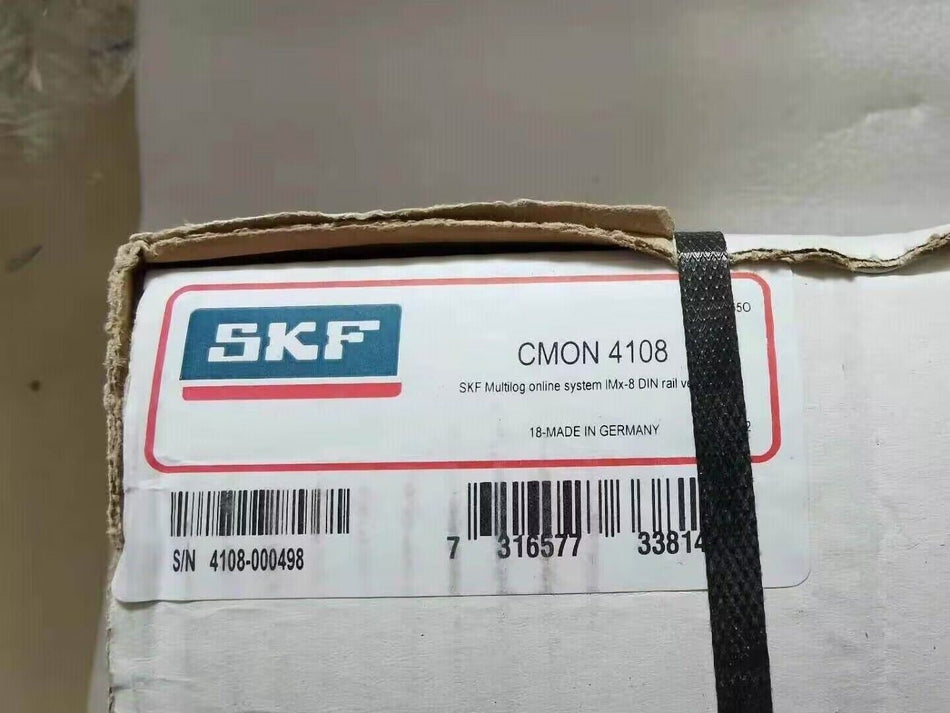 SKF
CMON 4108
SKF Multilog online system IMx-8 DIN rail
18-MADE IN GERMANY
S/N 4108-000498
7 316577 33814